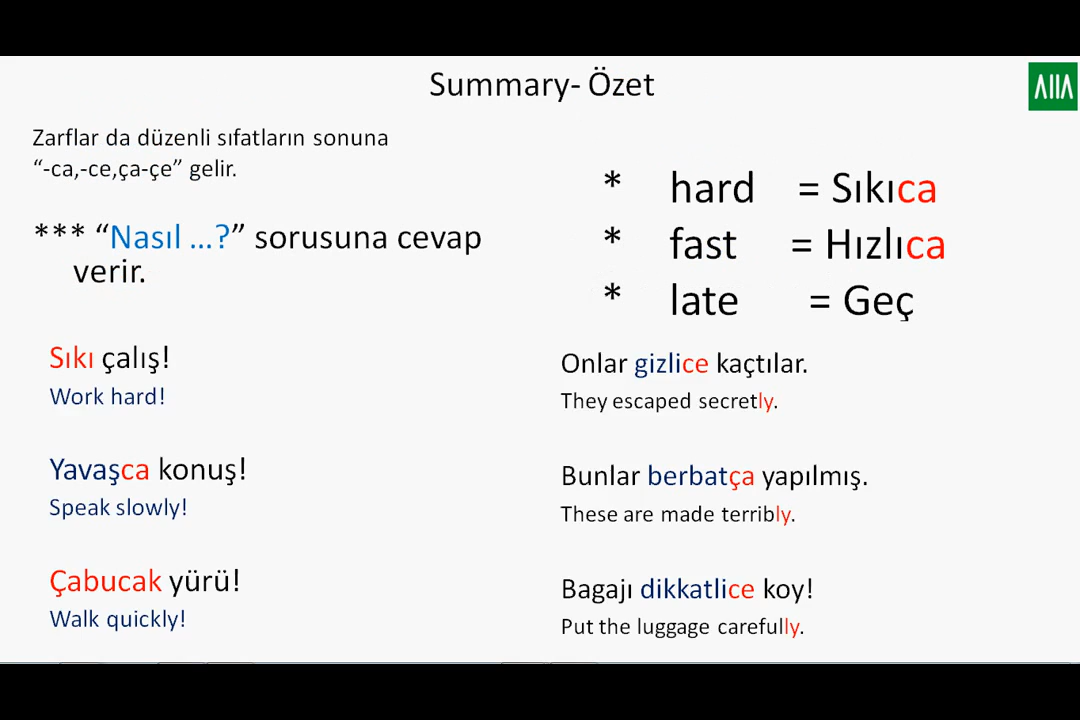 Summary- Özet
Zarflar da düzenli sıfatların sonuna
“-ca,-ce,ça-çe” gelir.
*** “Nasıl ...?” sorusuna cevap
verir.
* hard = Sıkıca
* fast = Hızlıca
* late = Geç
Sıkı çalış!
Work hard!
Yavaşca konuş!
Speak slowly!
Çabucak yürü!
Walk quickly!
Onlar gizlice kaçtılar.
They escaped secretly.
Bunlar berbatça yapılmış.
These are made terribly.
Bagajı dikkatlice koy!
Put the luggage carefully.